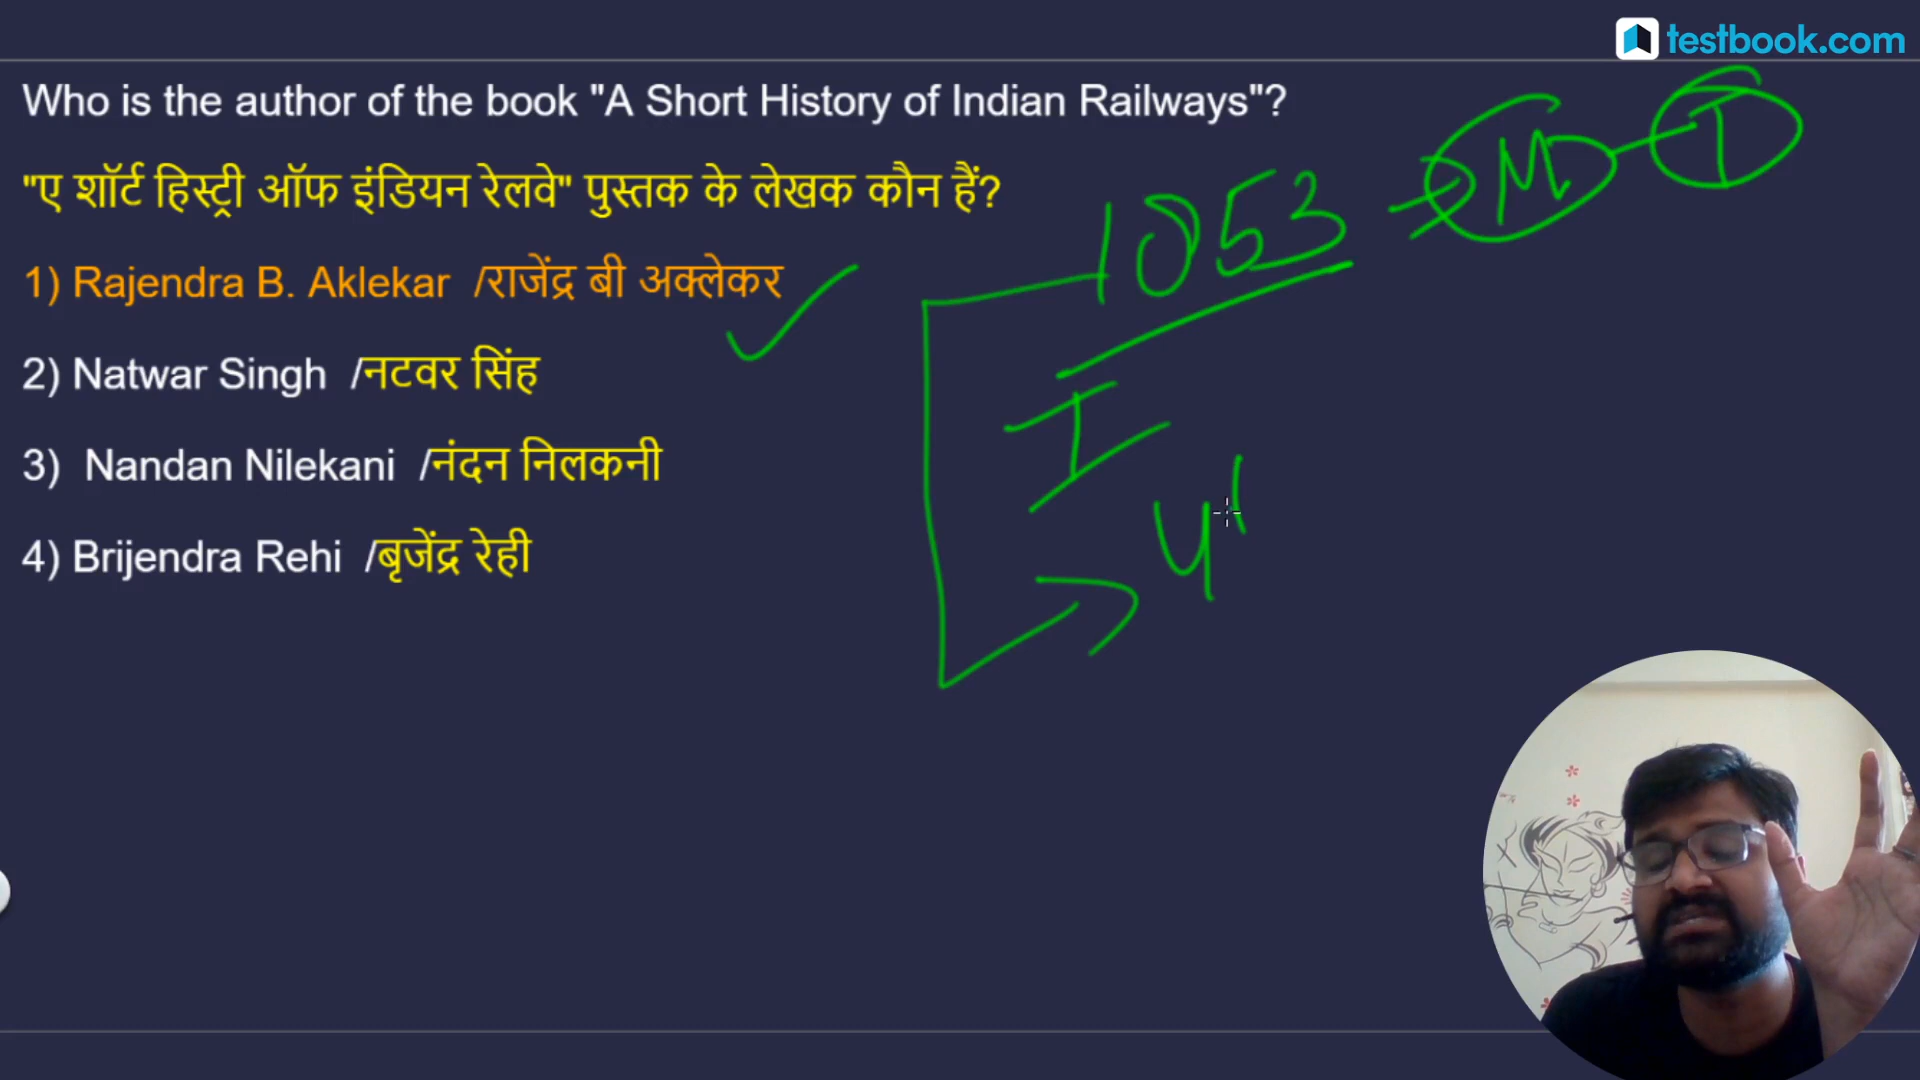 testbook.com
Who is the author of the book "A Short History of Indian Railways"?
"ए शॉर्ट हिस्ट्री ऑफ इंडियन रेलवे" पुस्तक के लेखक कौन हैं?
1) Rajendra B. Aklekar /राजेंद्र बी अक्लेकर
2) Natwar Singh /नटवर सिंह
3) Nandan Nilekani /नंदन निलकनी
4) Brijendra Rehi /बृजेंद्र रेही
1853 M T
I